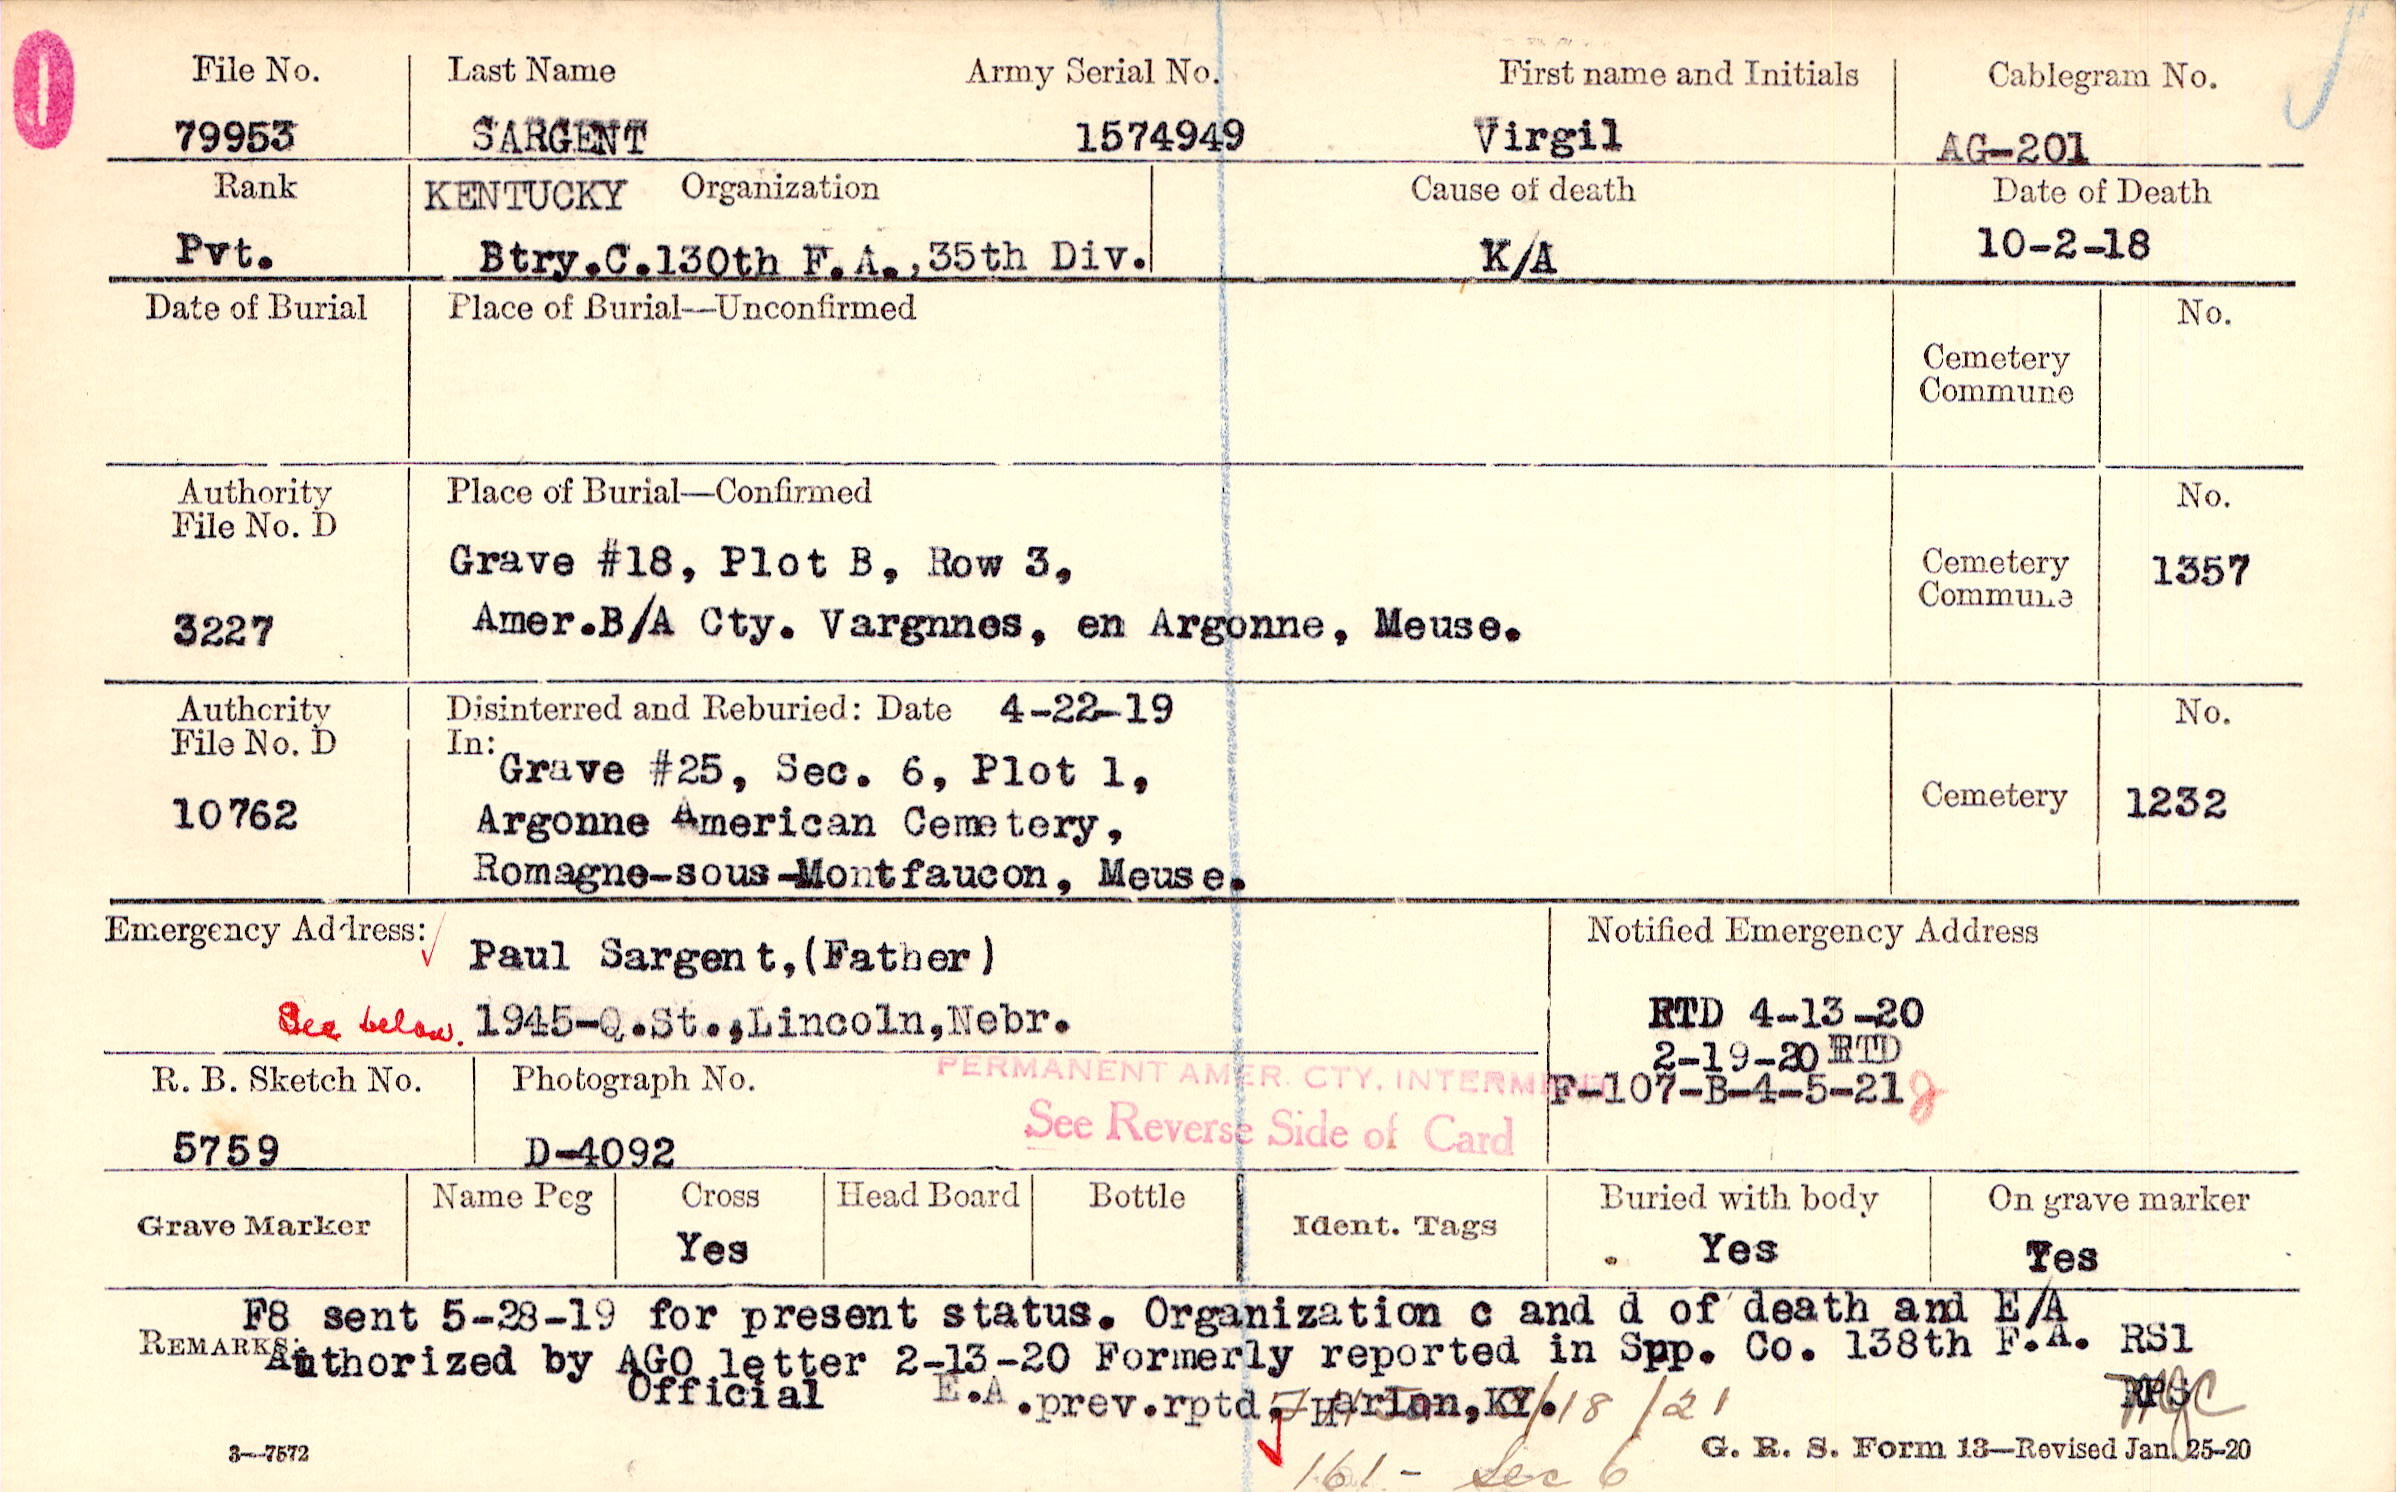 File No. Last Name Army Serial No. First name and Initials Cablegram No.
79953 SARGENT 1574949 Virgil AG-201
Rank KENTUCKY Organization Cause of death Date of Death
Pvt. Btry.C.130th F.A.,35th Div. K/A 10-2-18
Date of Burial Place of Burial—Unconfirmed No.
Cemetery
Commune
Authority Place of Burial—Confirmed No.
File No. D
Grave #18, Plot B, Row 3, Cemetery 1357
Commune
3227 Amer.B/A Cty. Vargnnes, en Argonne, Meuse.
Authority Disinterred and Reburied: Date 4-22-19 No.
File No. D In:
Grave #25, Sec. 6, Plot 1,
10762 Argonne American Cemetery, Cemetery 1232
Romagne-sous-Montfaucon, Meuse.
Emergency Address: Notified Emergency Address
Paul Sargent,(Father)
See below. 1945-Q.St.,Lincoln,Nebr. RTD 4-13-20
2-19-20 RTD
R. B. Sketch No. Photograph No. PERMANENT AMER. CTY. F-107-B-4-5-21
See Reverse Side of Card
5759 D-4092
Grave Marker Name Peg Cross Head Board Bottle Ident. Tags Buried with body On grave marker
Yes Yes Yes
F8 sent 5-28-19 for present status. Organization c and d of death and E/A
REMARKS: Authorized by AGO letter 2-13-20 Formerly reported in Spp. Co. 138th F.A. RS1
Official E.A.prev.rptd, Harlan,KY. /18/21
161- Sec 6
3—7572 G. R. S. Form 13—Revised Jan. 25-20